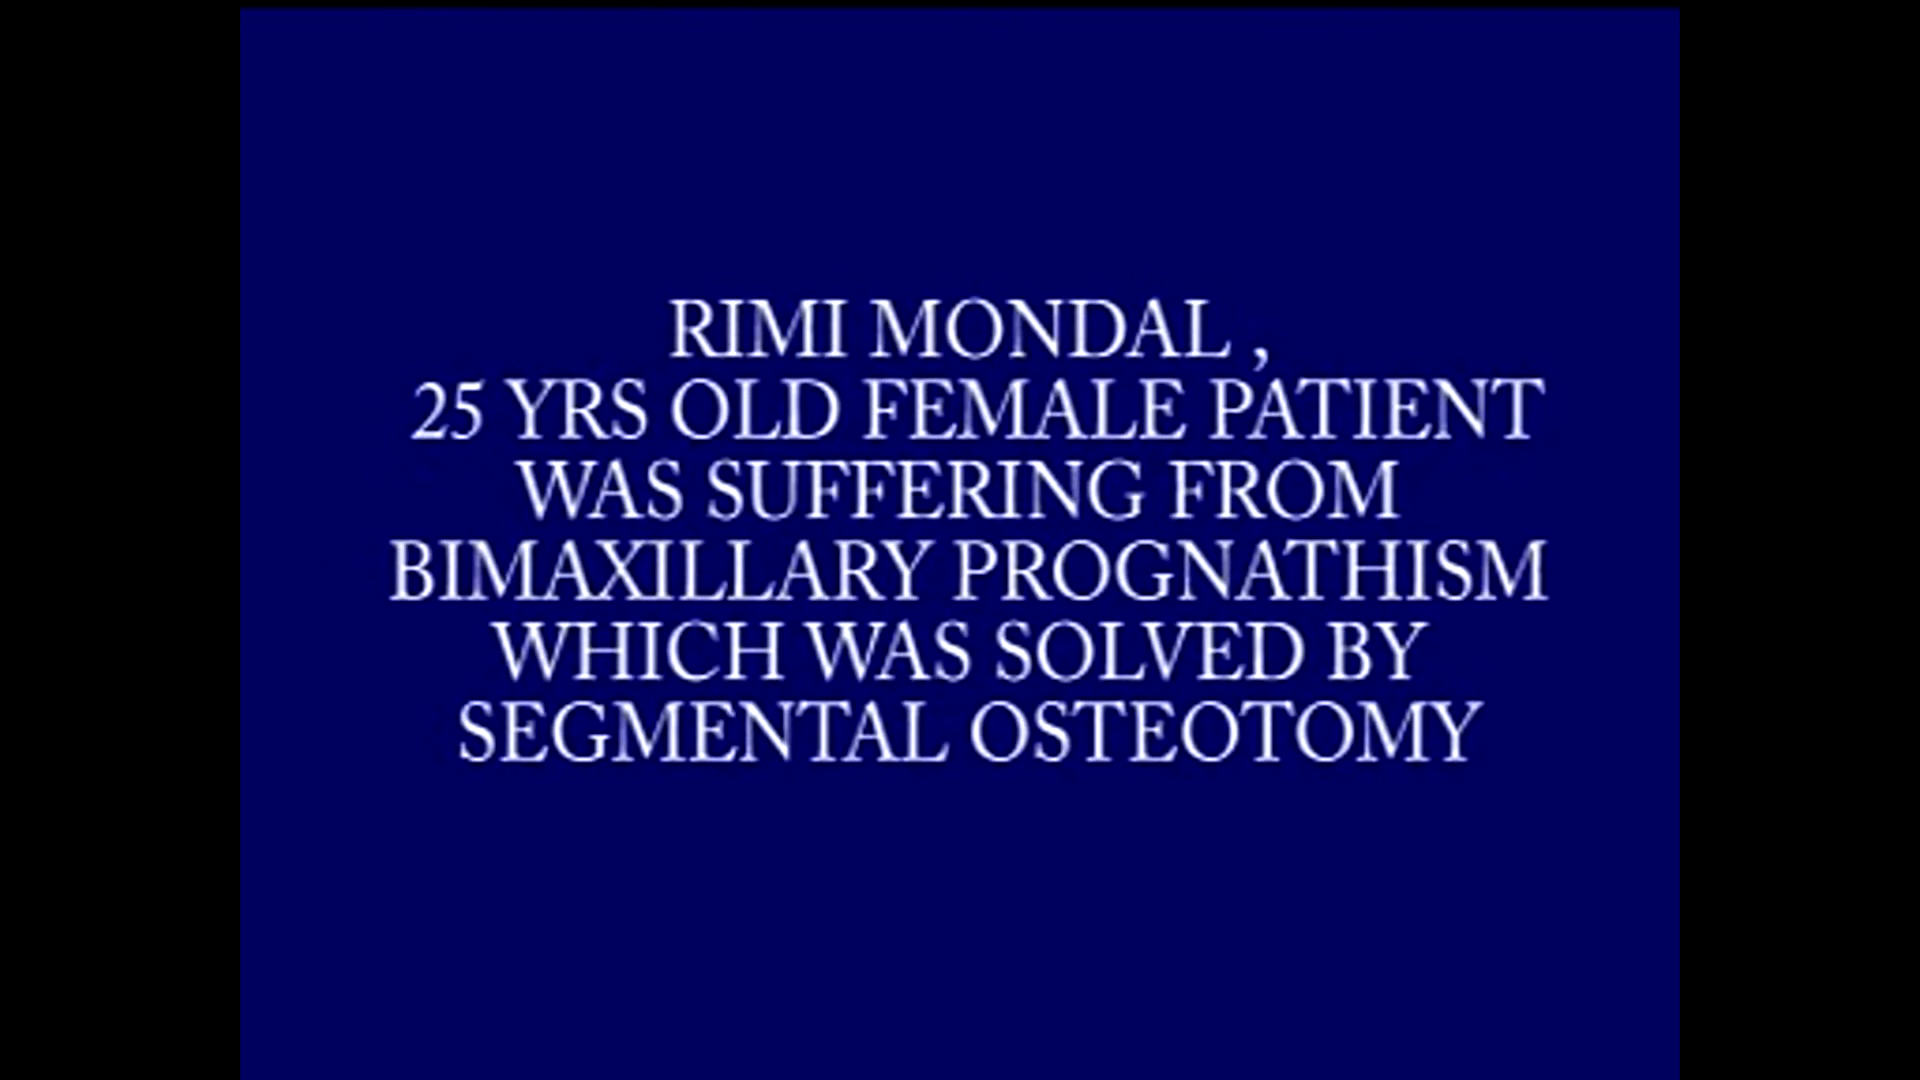 RIMI MONDAL ,
25 YRS OLD FEMALE PATIENT
WAS SUFFERING FROM
BIMAXILLARY PROGNATHISM
WHICH WAS SOLVED BY
SEGMENTAL OSTEOTOMY